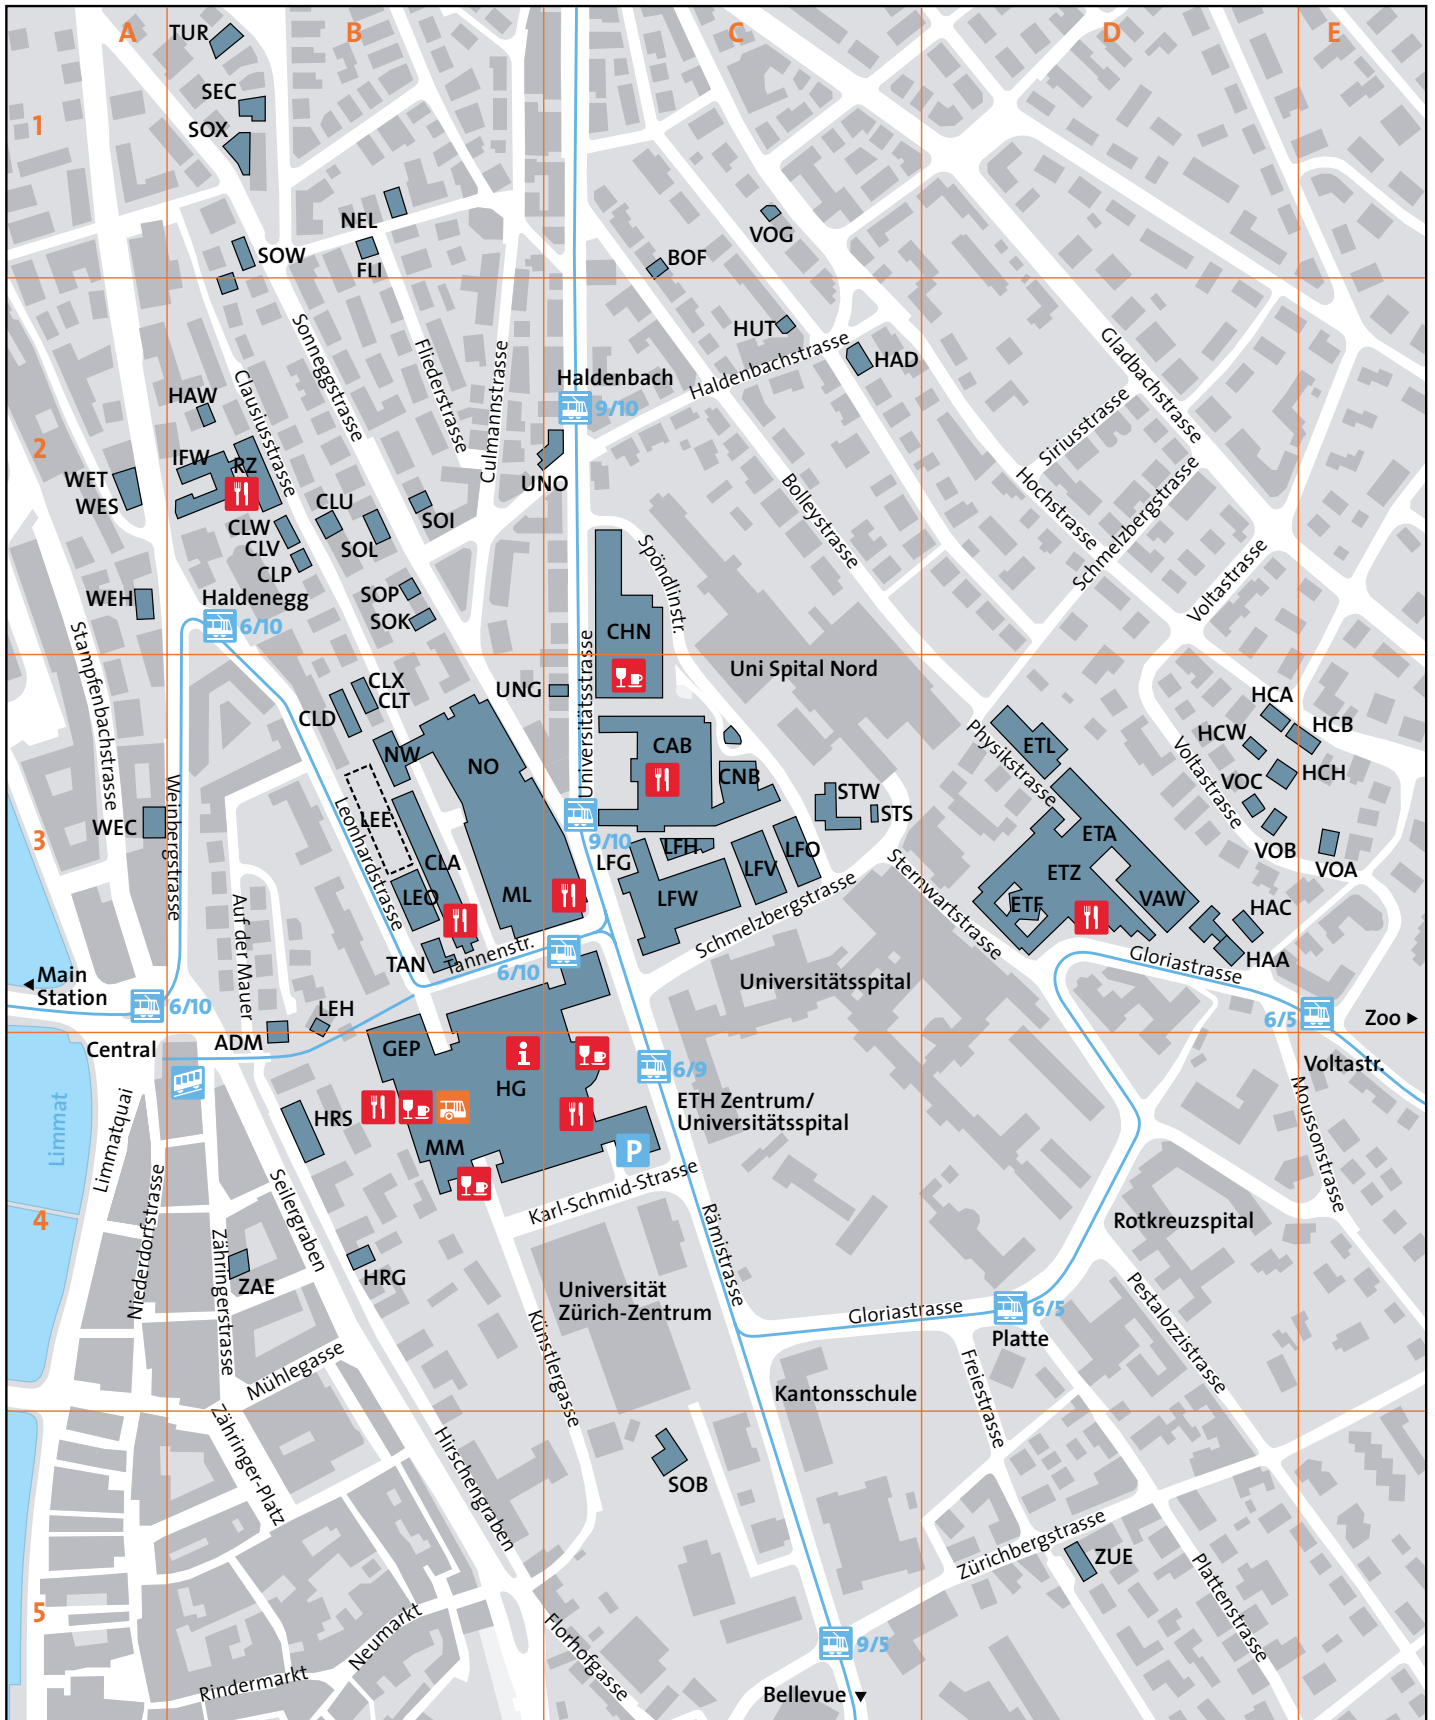 A
B
C
D
E
TUR
SEC
1
SOX
NEL
VOG
SOW
FLI
BOF
HUT
Haldenbachstrasse
HAD
Gladbachstrasse
Sonneggstrasse
Fliederstrasse
Culmannstrasse
Haldenbach
9/10
HAW
Clausiusstrasse
Siriusstrasse
2
IFW
RZ
WET
WES
UNO
Bolleystrasse
Hochstrasse
Schmelzbergstrasse
CLU
SOI
CLW
CLV
SOL
CLP
Spöndlinstr.
Voltastrasse
WEH
Haldenegg
6/10
SOP
SOK
CHN
Stampfenbachstrasse
Universitätsstrasse
Uni Spital Nord
CLX
CLT
UNG
CLD
HCA
HCB
HCW
Physikstrasse
ETL
NW
NO
CAB
CNB
Voltastrasse
HCH
VOC
STW
STS
Weinbergstrasse
WEC
LEE
Leonhardstrasse
3
9/10
ETA
VOB
CLA
LFG
LFH
LFO
LFV
VOA
ETZ
LEO
ML
LFW
ETF
VAW
HAC
Sternwartstrasse
Schmelzbergstrasse
Auf der Mauer
TAN
Tannenstr.
6/10
Gloriastrasse
HAA
Main
Station
Universitätsspital
6/10
LEH
6/5
Zoo
ADM
Central
GEP
Voltastr.
HG
6/9
Limmat
Limmatquai
HRS
ETH Zentrum/
Universitätsspital
Moussonstrasse
MM
P
Karl-Schmid-Strasse
4
Niederdorfstrasse
Seilergraben
Zähringerstrasse
Rämistrasse
Rotkreuzspital
ZAE
HRG
Universität
Zürich-Zentrum
Gloriastrasse
6/5
Platte
Pestalozzistrasse
Künstlergasse
Mühlegasse
Freiestrasse
Kantonsschule
Zähringer-Platz
Hirschengraben
SOB
Zürichbergstrasse
ZUE
Plattenstrasse
5
Neumarkt
Florhofgasse
9/5
Rindermarkt
Bellevue